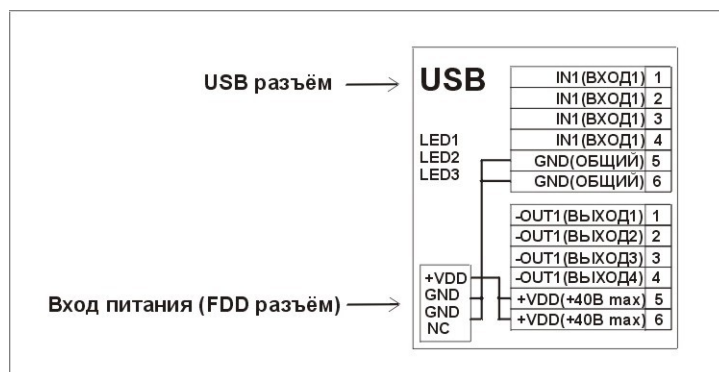 USB разъём
USB
IN1(ВХОД1) 1
IN1(ВХОД1) 2
IN1(ВХОД1) 3
IN1(ВХОД1) 4
GND(ОБЩИЙ) 5
GND(ОБЩИЙ) 6
LED1
LED2
LED3
-OUT1(ВЫХОД1) 1
-OUT1(ВЫХОД2) 2
-OUT1(ВЫХОД3) 3
-OUT1(ВЫХОД4) 4
+VDD(+40В max) 5
+VDD(+40В max) 6
Вход питания (FDD разъём)
+VDD
GND
GND
NC